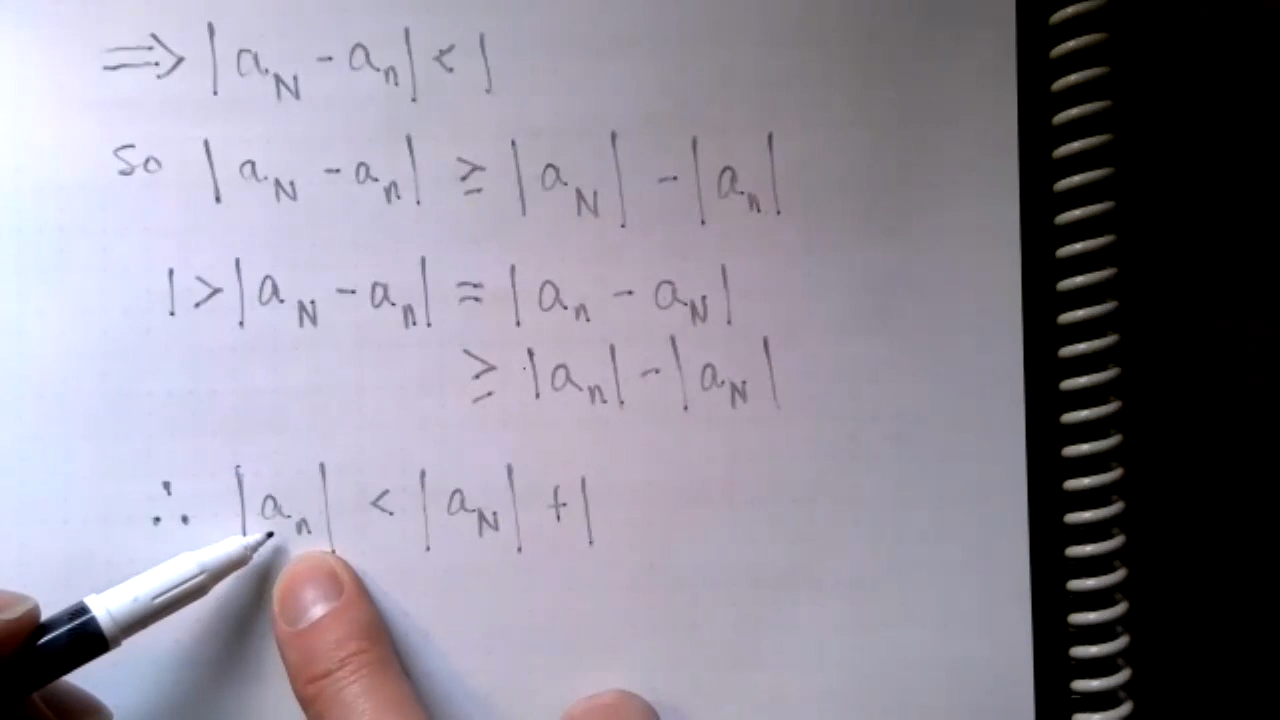 ⇒ |a_N - a_n| < 1
So |a_N - a_n| ≥ |a_N| - |a_n|
1 > |a_N - a_n| = |a_n - a_N|
≥ |a_n| - |a_N|
∴ |a_n| < |a_N| + 1